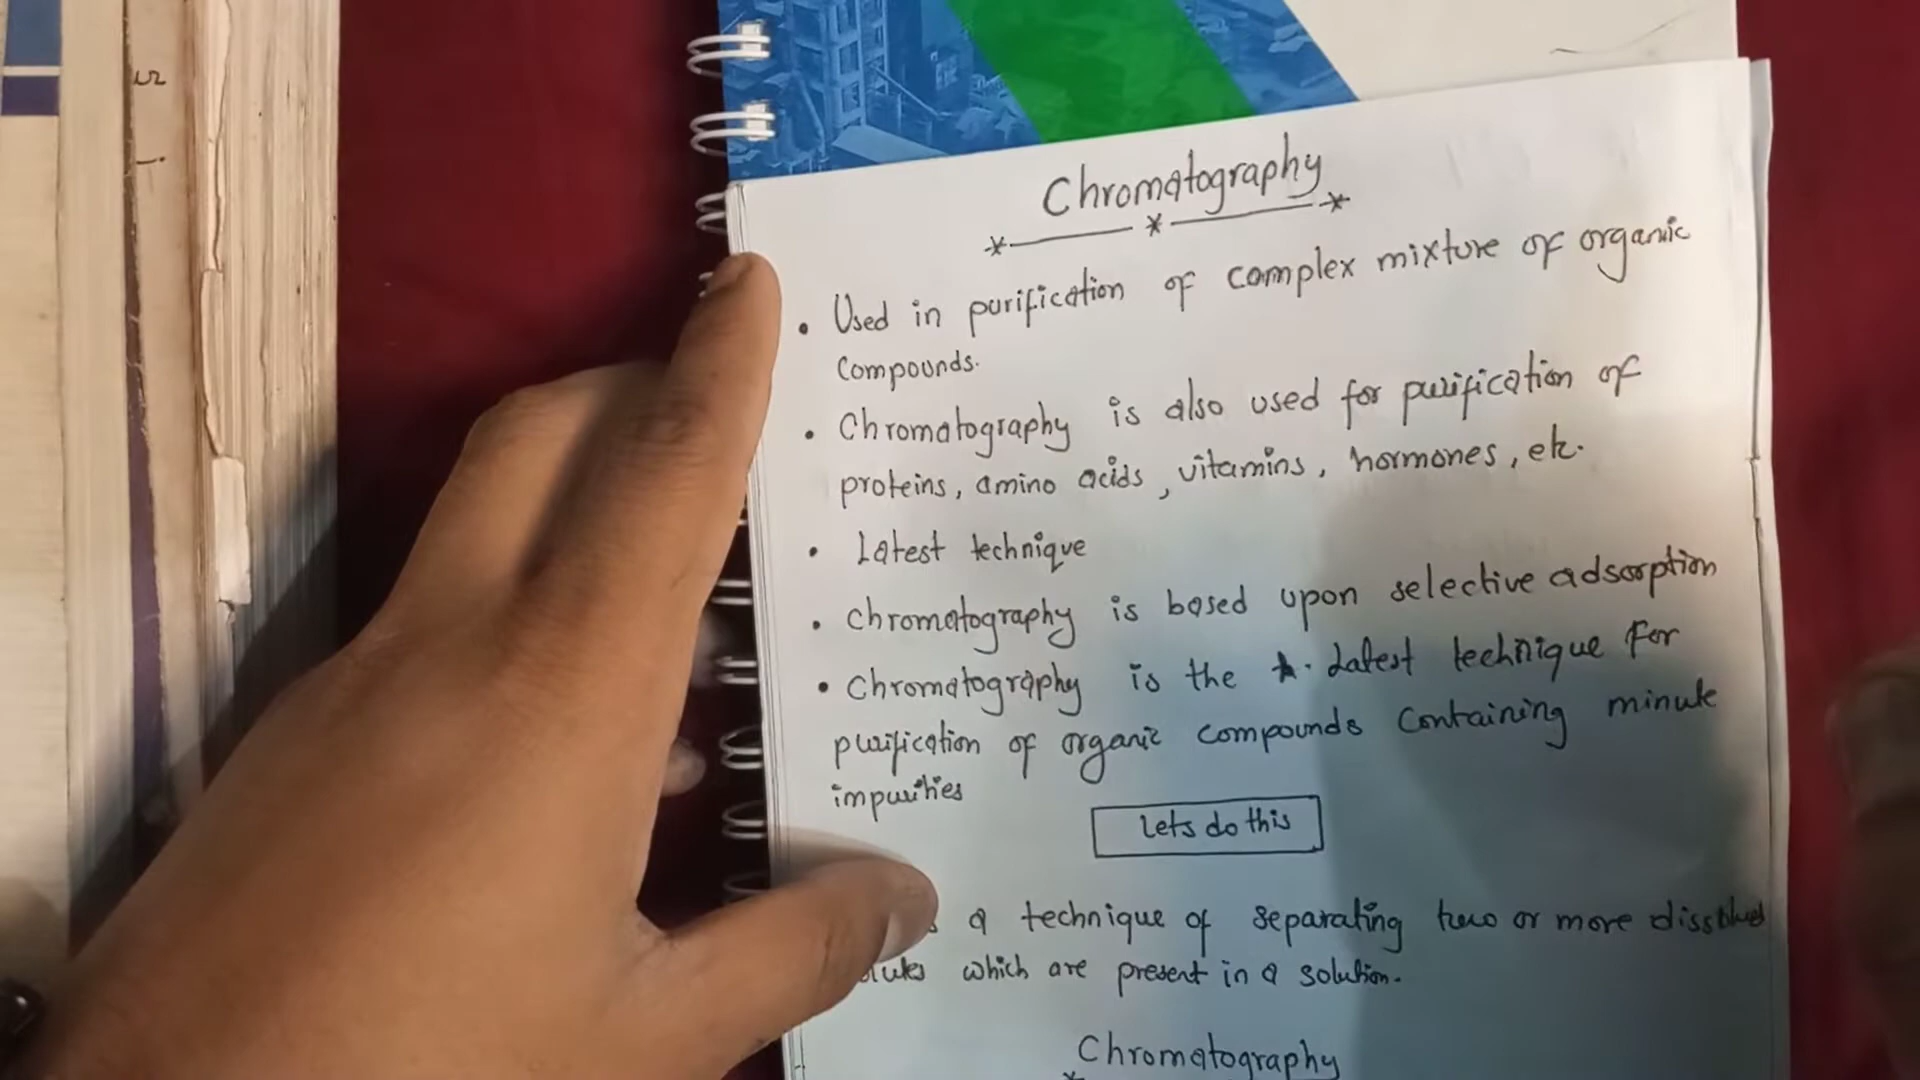 Chromatography
• Used in purification of complex mixture of organic
compounds.
• Chromatography is also used for purification of
proteins, amino acids, vitamins, hormones, etc.
• Latest technique
• Chromatography is based upon selective adsorption
• Chromatography is the Latest technique for
purification of organic compounds containing minute
impurities
Lets do this
a technique of separating two or more dissolved
which are present in a solution.
Chromatography